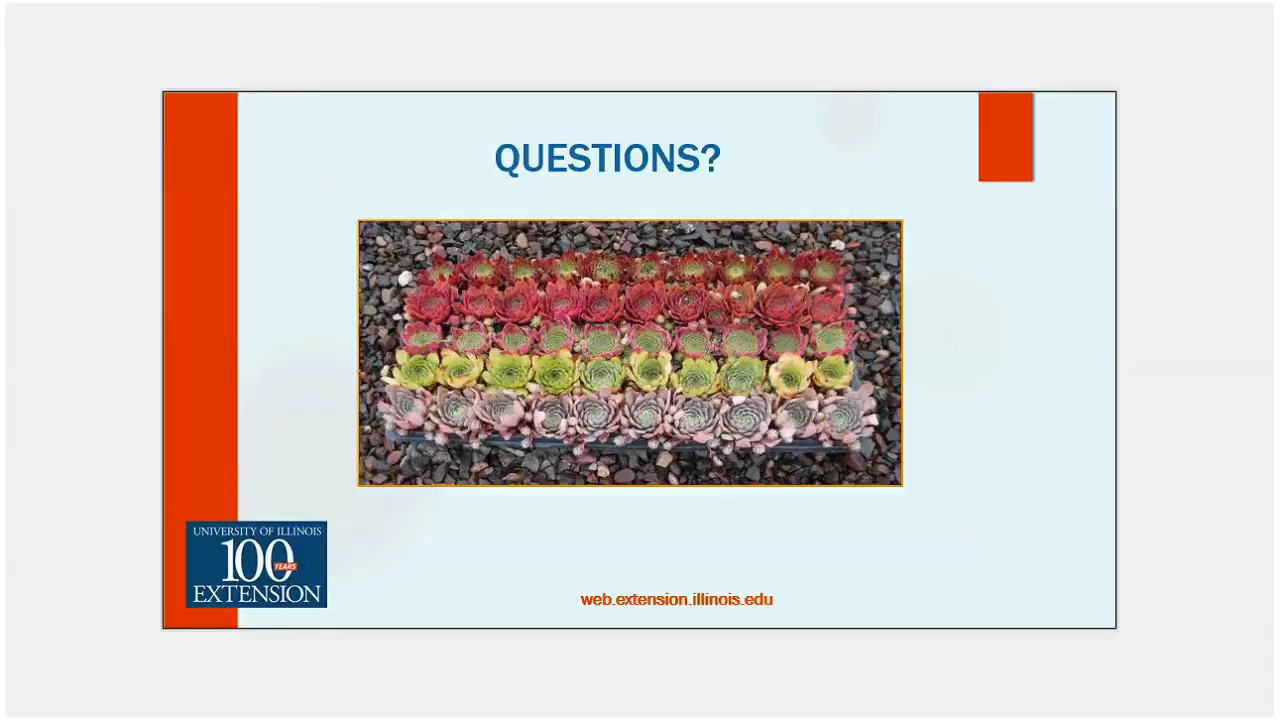 QUESTIONS?
UNIVERSITY OF ILLINOIS
100
YEARS
EXTENSION
web.extension.illinois.edu